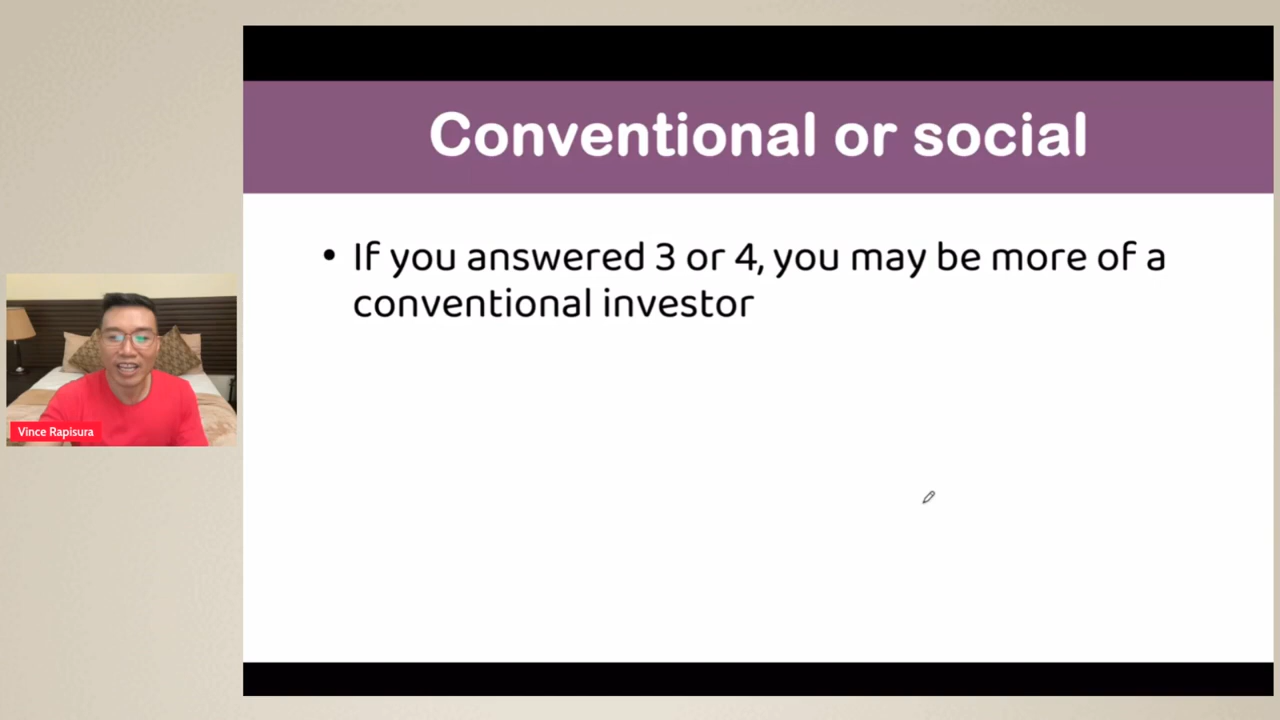 Conventional or social
• If you answered 3 or 4, you may be more of a
conventional investor
Vince Rapisura